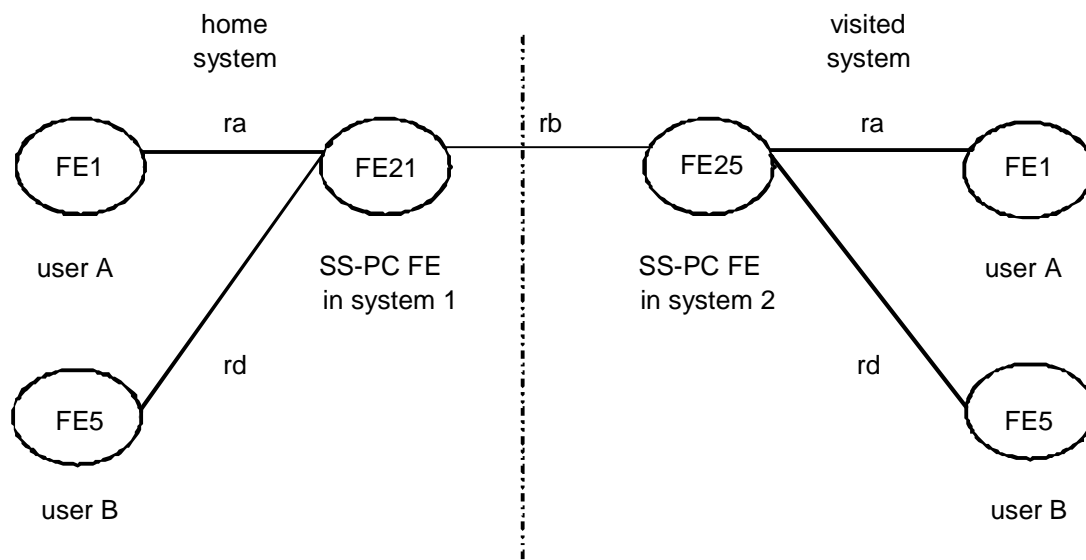 home
system
visited
system
ra
rb
ra
FE1
FE21
FE25
FE1
user A
SS-PC FE
in system 1
SS-PC FE
in system 2
user A
rd
rd
FE5
FE5
user B
user B